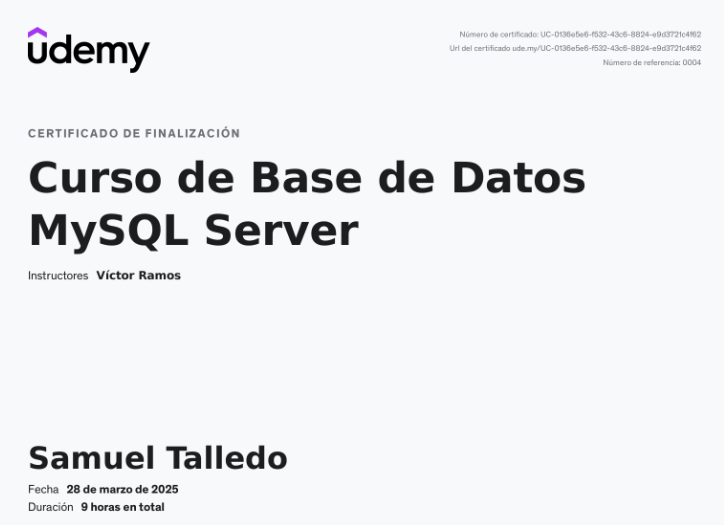 udemy
Número de certificado: UC-0136e5e6-f532-43c6-8824-e9d3721c4f62
Url del certificado ude.my/UC-0136e5e6-f532-43c6-8824-e9d3721c4f62
Número de referencia: 0004
CERTIFICADO DE FINALIZACIÓN
Curso de Base de Datos
MySQL Server
Instructores Víctor Ramos
Samuel Talledo
Fecha 28 de marzo de 2025
Duración 9 horas en total